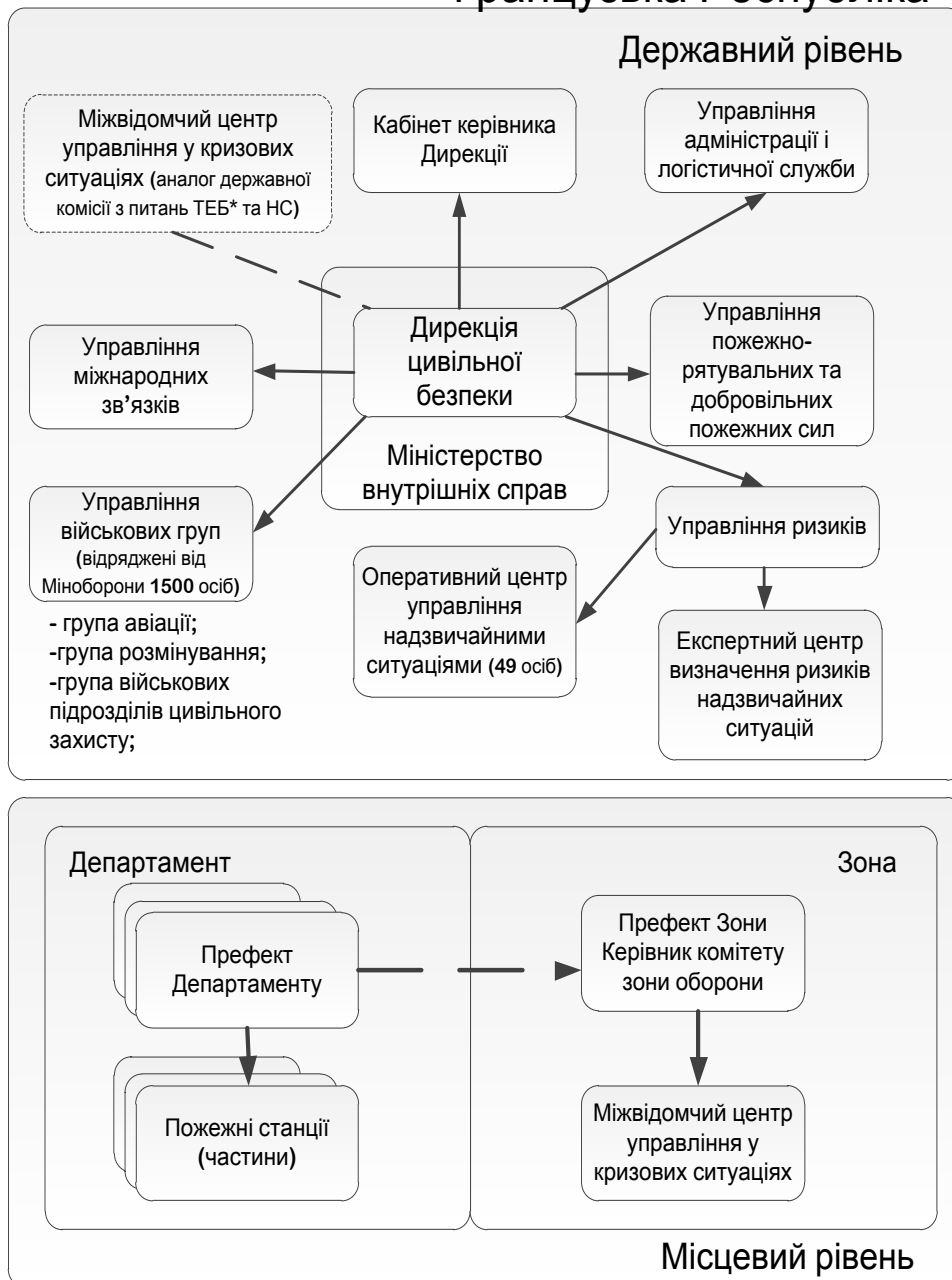 Французька Республіка
Державний рівень
Міжвідомчий центр
управління у кризових
ситуаціях (аналог державної
комісії з питань ТЕБ* та НС)
Кабінет керівника
Дирекції
Управління
адміністрації і
логістичної служби
Управління
міжнародних
зв’язків
Дирекція
цивільної
безпеки
Міністерство
внутрішніх справ
Управління
пожежно-
рятувальних та
добровільних
пожежних сил
Управління
військових груп
(відряджені від
Міноборони 1500 осіб)
- група авіації;
-група розмінування;
-група військових
підрозділів цивільного
захисту;
Оперативний центр
управління
надзвичайними
ситуаціями (49 осіб)
Управління ризиків
Експертний центр
визначення ризиків
надзвичайних
ситуацій
Департамент
Префект
Департаменту
Пожежні станції
(частини)
Зона
Префект Зони
Керівник комітету
зони оборони
Міжвідомчий центр
управління у
кризових ситуаціях
Місцевий рівень